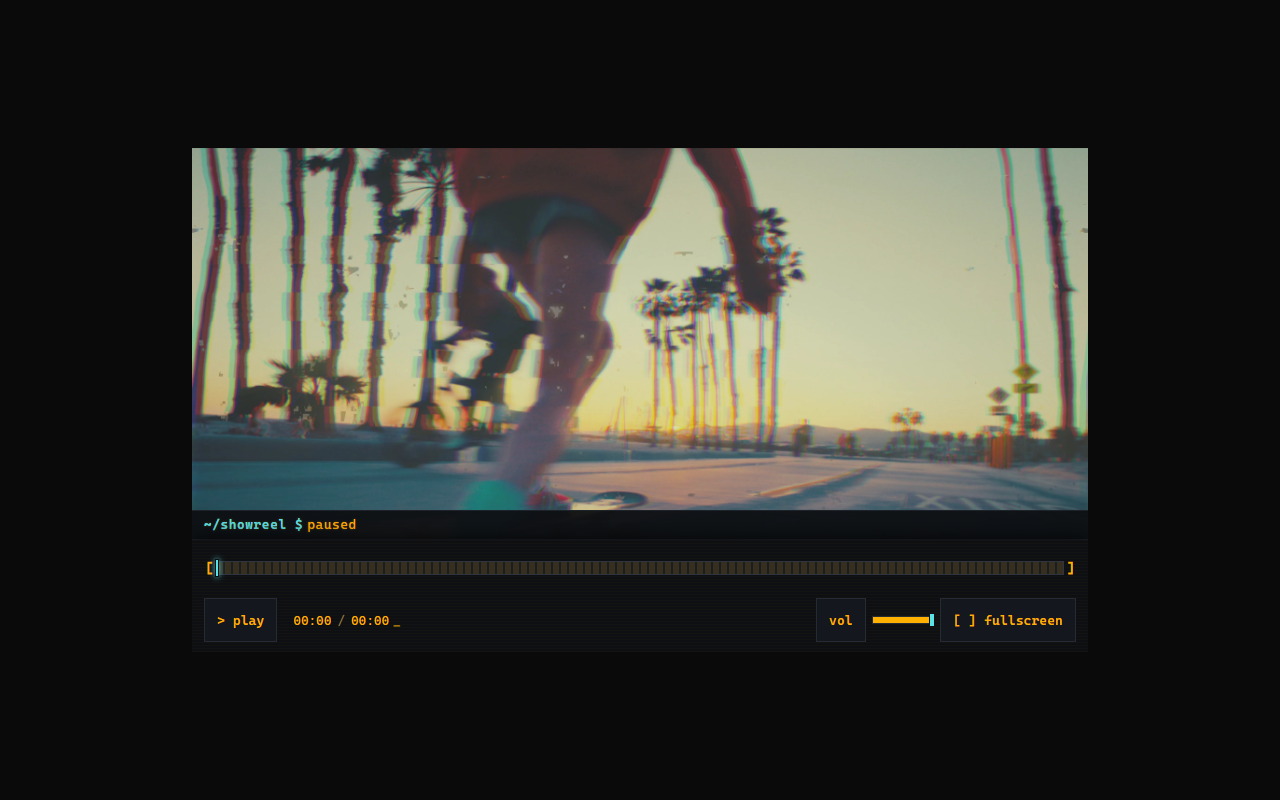 ~/showreel $ paused
[ ]
> play 00:00 / 00:00 _ vol [ ] fullscreen